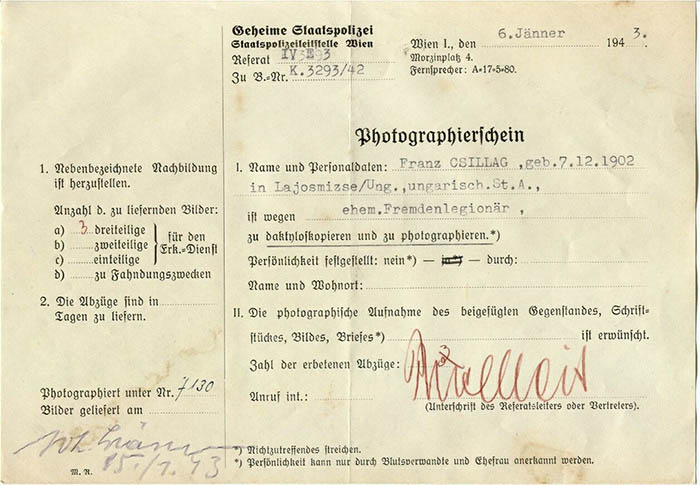 Geheime Staatspolizei
Staatspolizeileitstelle Wien
Referat IV E 3
Zu B.=Nr. K.3293/42
Wien I., den 6.Jänner 1943.
Morzinplatz 4.
Fernsprecher: A=17=5=80.
Photographierschein
1. Nebenbezeichnete Nachbildung
ist herzustellen.
Anzahl d. zu liefernden Bilder:
a) 3 dreiteilige
b) zweiteilige
c) einteilige
für den
Erk.=Dienst
d) zu Fahndungszwecken
2. Die Abzüge sind in
Tagen zu liefern.
Photographiert unter Nr. 7130
Bilder geliefert am
15./1.43
M. R.
I. Name und Personaldaten: Franz CSILLAG ,geb.7.12.1902
in Lajosmizse/Ung.,ungarisch.St.A.,
ist wegen ehem.Fremdenlegionär ,
zu daktyloskopieren und zu photographieren.*)
Persönlichkeit festgestellt: nein*) — ja*) — durch:
Name und Wohnort:
II. Die photographische Aufnahme des beigefügten Gegenstandes, Schrift=
stückes, Bildes, Briefes*) ist erwünscht.
Zahl der erbetenen Abzüge: 3
Anruf int.:
(Unterschrift des Referatsleiters oder Vertreters).
*) Nichtzutreffendes streichen.
*) Persönlichkeit kann nur durch Blutsverwandte und Ehefrau anerkannt werden.